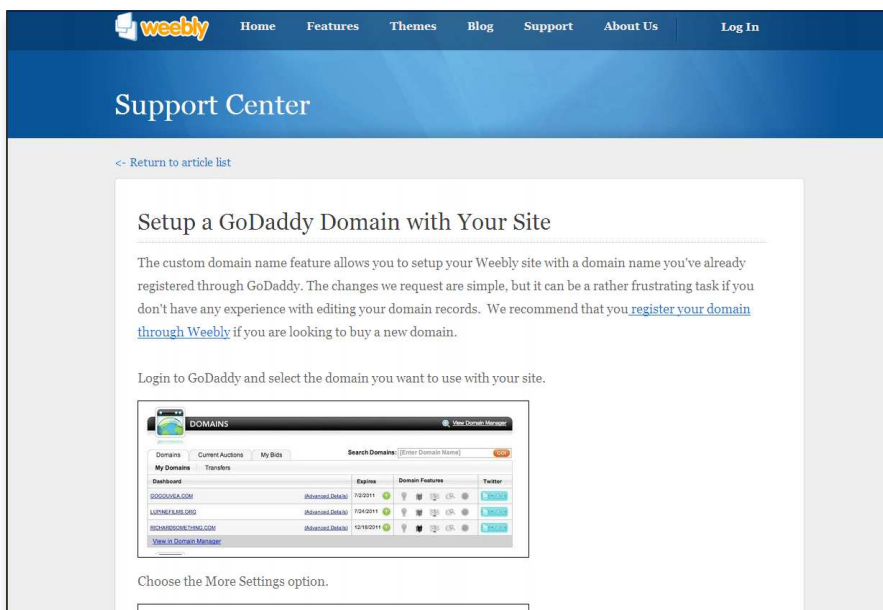 weebly Home Features Themes Blog Support About Us Log In
Support Center
<- Return to article list
Setup a GoDaddy Domain with Your Site
The custom domain name feature allows you to setup your Weebly site with a domain name you've already
registered through GoDaddy. The changes we request are simple, but it can be a rather frustrating task if you
don't have any experience with editing your domain records. We recommend that you register your domain
through Weebly if you are looking to buy a new domain.
Login to GoDaddy and select the domain you want to use with your site.
DOMAINS View Domain Manager
Domains Current Auctions My Bids Search Domains: [Enter Domain Name] GO!
My Domains Transfers
Dashboard Expires Domain Features Twitter
GOGOUVEA.COM (Advanced Details) 7/2/2011
LUPINEFILMS.ORG (Advanced Details) 7/24/2011
RICHARDSOMETHING.COM (Advanced Details) 12/18/2011
View in Domain Manager
Choose the More Settings option.